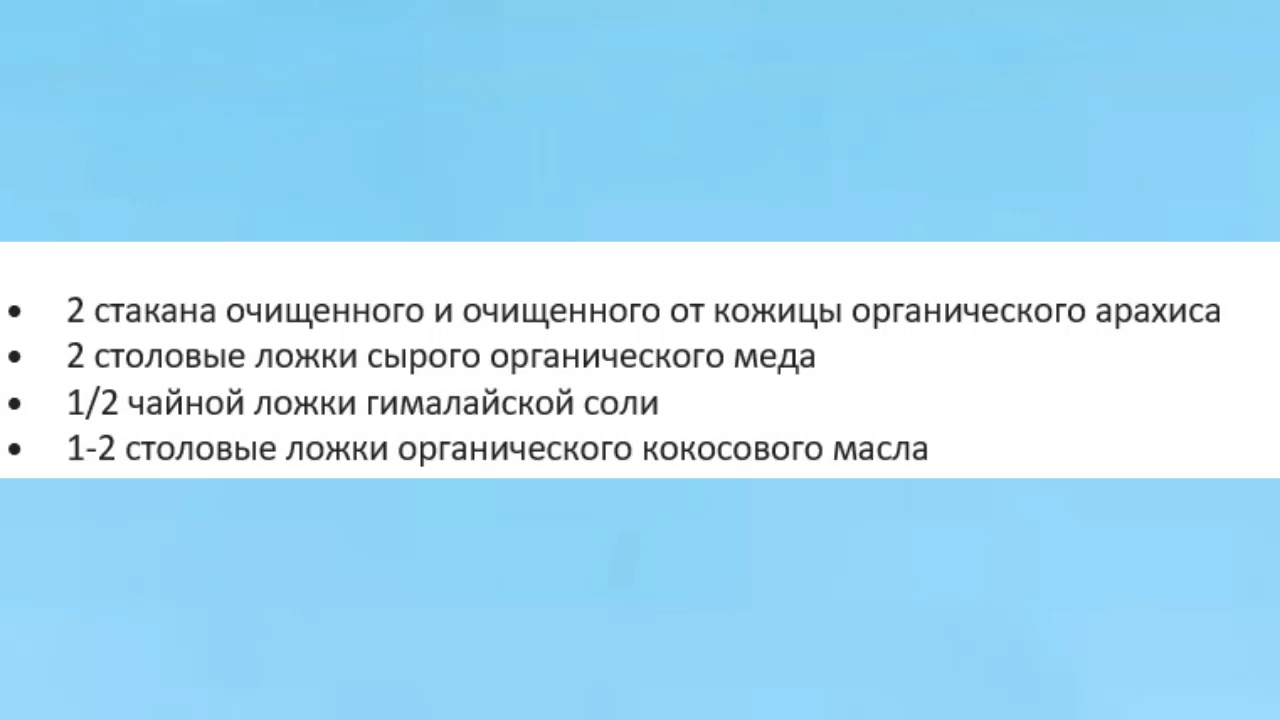 • 2 стакана очищенного и очищенного от кожицы органического арахиса
• 2 столовые ложки сырого органического меда
• 1/2 чайной ложки гималайской соли
• 1-2 столовые ложки органического кокосового масла